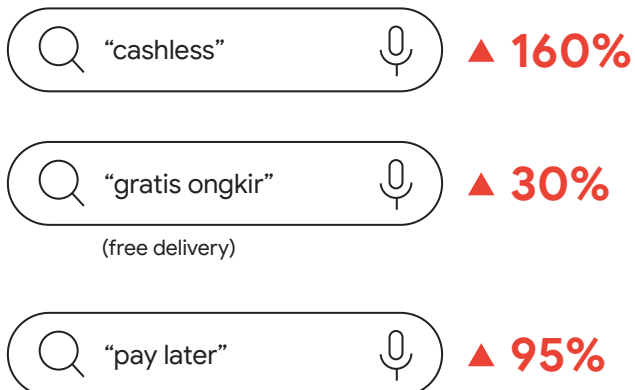 “cashless” ▲ 160%
“gratis ongkir” ▲ 30%
(free delivery)
“pay later” ▲ 95%